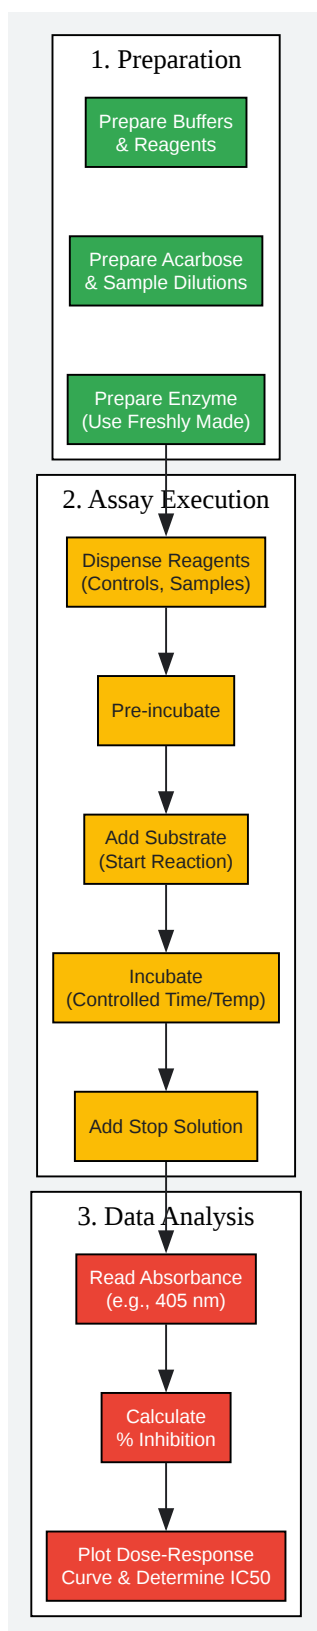 1. Preparation
Prepare Buffers
& Reagents
Prepare Acarbose
& Sample Dilutions
Prepare Enzyme
(Use Freshly Made)
2. Assay Execution
Dispense Reagents
(Controls, Samples)
Pre-incubate
Add Substrate
(Start Reaction)
Incubate
(Controlled Time/Temp)
Add Stop Solution
3. Data Analysis
Read Absorbance
(e.g., 405 nm)
Calculate
% Inhibition
Plot Dose-Response
Curve & Determine IC50